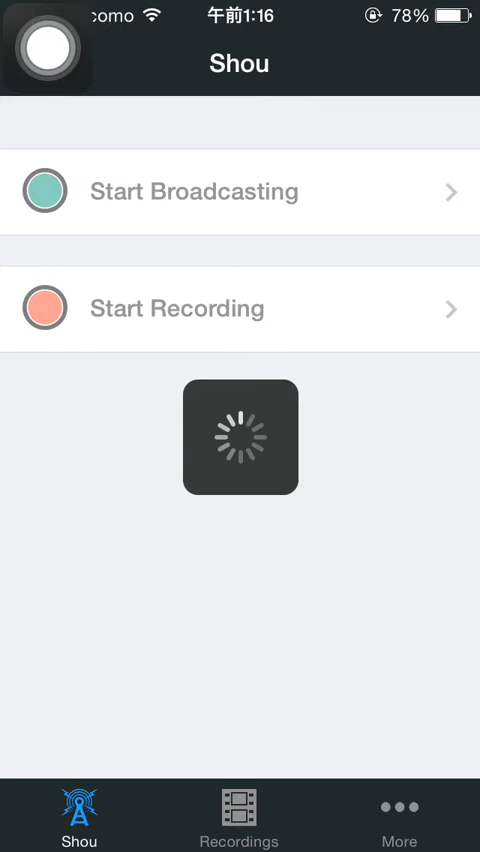 como 午前1:16 78%
Shou
Start Broadcasting
Start Recording
Shou Recordings More